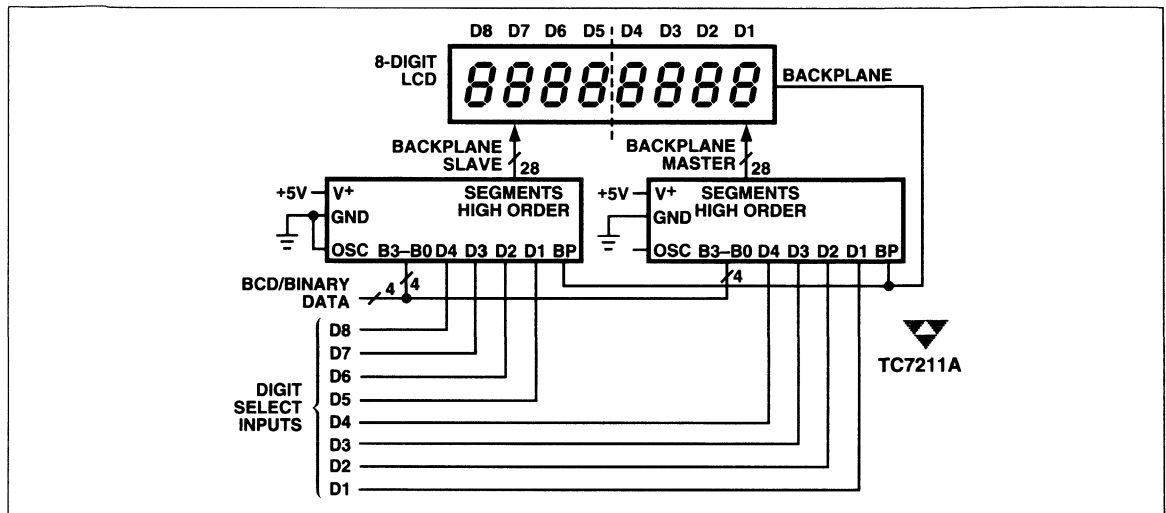 D8 D7 D6 D5 D4 D3 D2 D1
8-DIGIT
LCD
88888888
BACKPLANE
BACKPLANE
SLAVE
28
BACKPLANE
MASTER
28
+5V
V+
GND
OSC
SEGMENTS
HIGH ORDER
B3–B0 D4 D3 D2 D1 BP
+5V
V+
GND
OSC
SEGMENTS
HIGH ORDER
B3–B0 D4 D3 D2 D1 BP
BCD/BINARY
DATA
4
4
4
DIGIT
SELECT
INPUTS
D8
D7
D6
D5
D4
D3
D2
D1
TC7211A